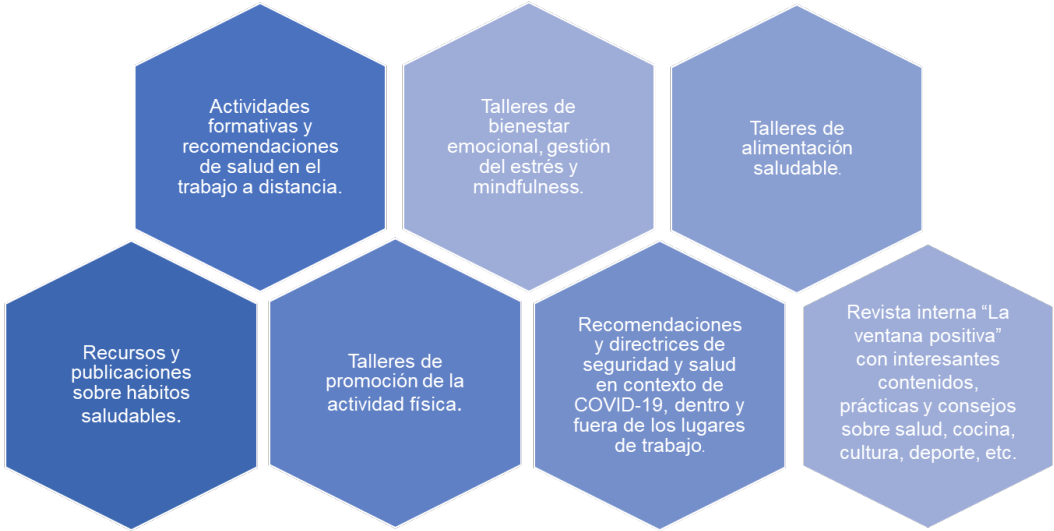 Actividades
formativas y
recomendaciones
de salud en el
trabajo a distancia.
Talleres de
bienestar
emocional, gestión
del estrés y
mindfulness.
Talleres de
alimentación
saludable.
Recursos y
publicaciones
sobre hábitos
saludables.
Talleres de
promoción de la
actividad física.
Recomendaciones
y directrices de
seguridad y salud
en contexto de
COVID-19, dentro y
fuera de los lugares
de trabajo.
Revista interna “La
ventana positiva”
con interesantes
contenidos,
prácticas y consejos
sobre salud, cocina,
cultura, deporte, etc.